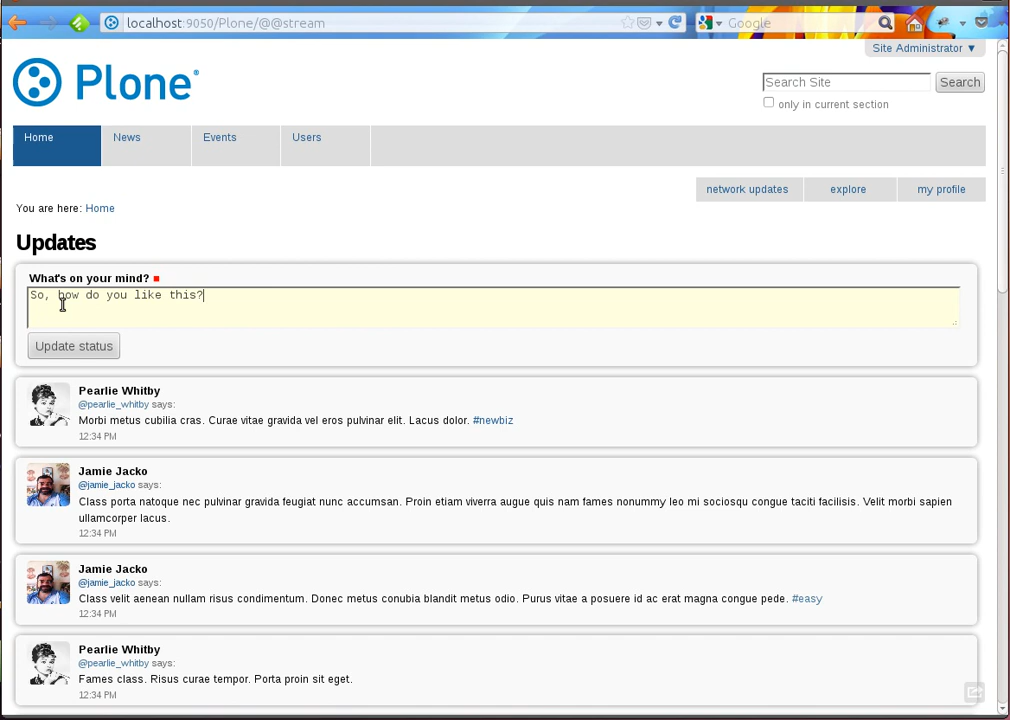 localhost:9050/Plone/@@stream
Google
Site Administrator ▼
Plone®
Search Site
Search
only in current section
Home
News
Events
Users
network updates
explore
my profile
You are here: Home
Updates
What's on your mind?
So, how do you like this?
Update status
Pearlie Whitby
@pearlie_whitby says:
Morbi metus cubilia cras. Curae vitae gravida vel eros pulvinar elit. Lacus dolor. #newbiz
12:34 PM
Jamie Jacko
@jamie_jacko says:
Class porta natoque nec pulvinar gravida feugiat nunc accumsan. Proin etiam viverra augue quis nam fames nonummy leo mi sociosqu congue taciti facilisis. Velit morbi sapien
ullamcorper lacus.
12:34 PM
Jamie Jacko
@jamie_jacko says:
Class velit aenean nullam risus condimentum. Donec metus conubia blandit metus odio. Purus vitae a posuere id ac erat magna congue pede. #easy
12:34 PM
Pearlie Whitby
@pearlie_whitby says:
Fames class. Risus curae tempor. Porta proin sit eget.
12:34 PM